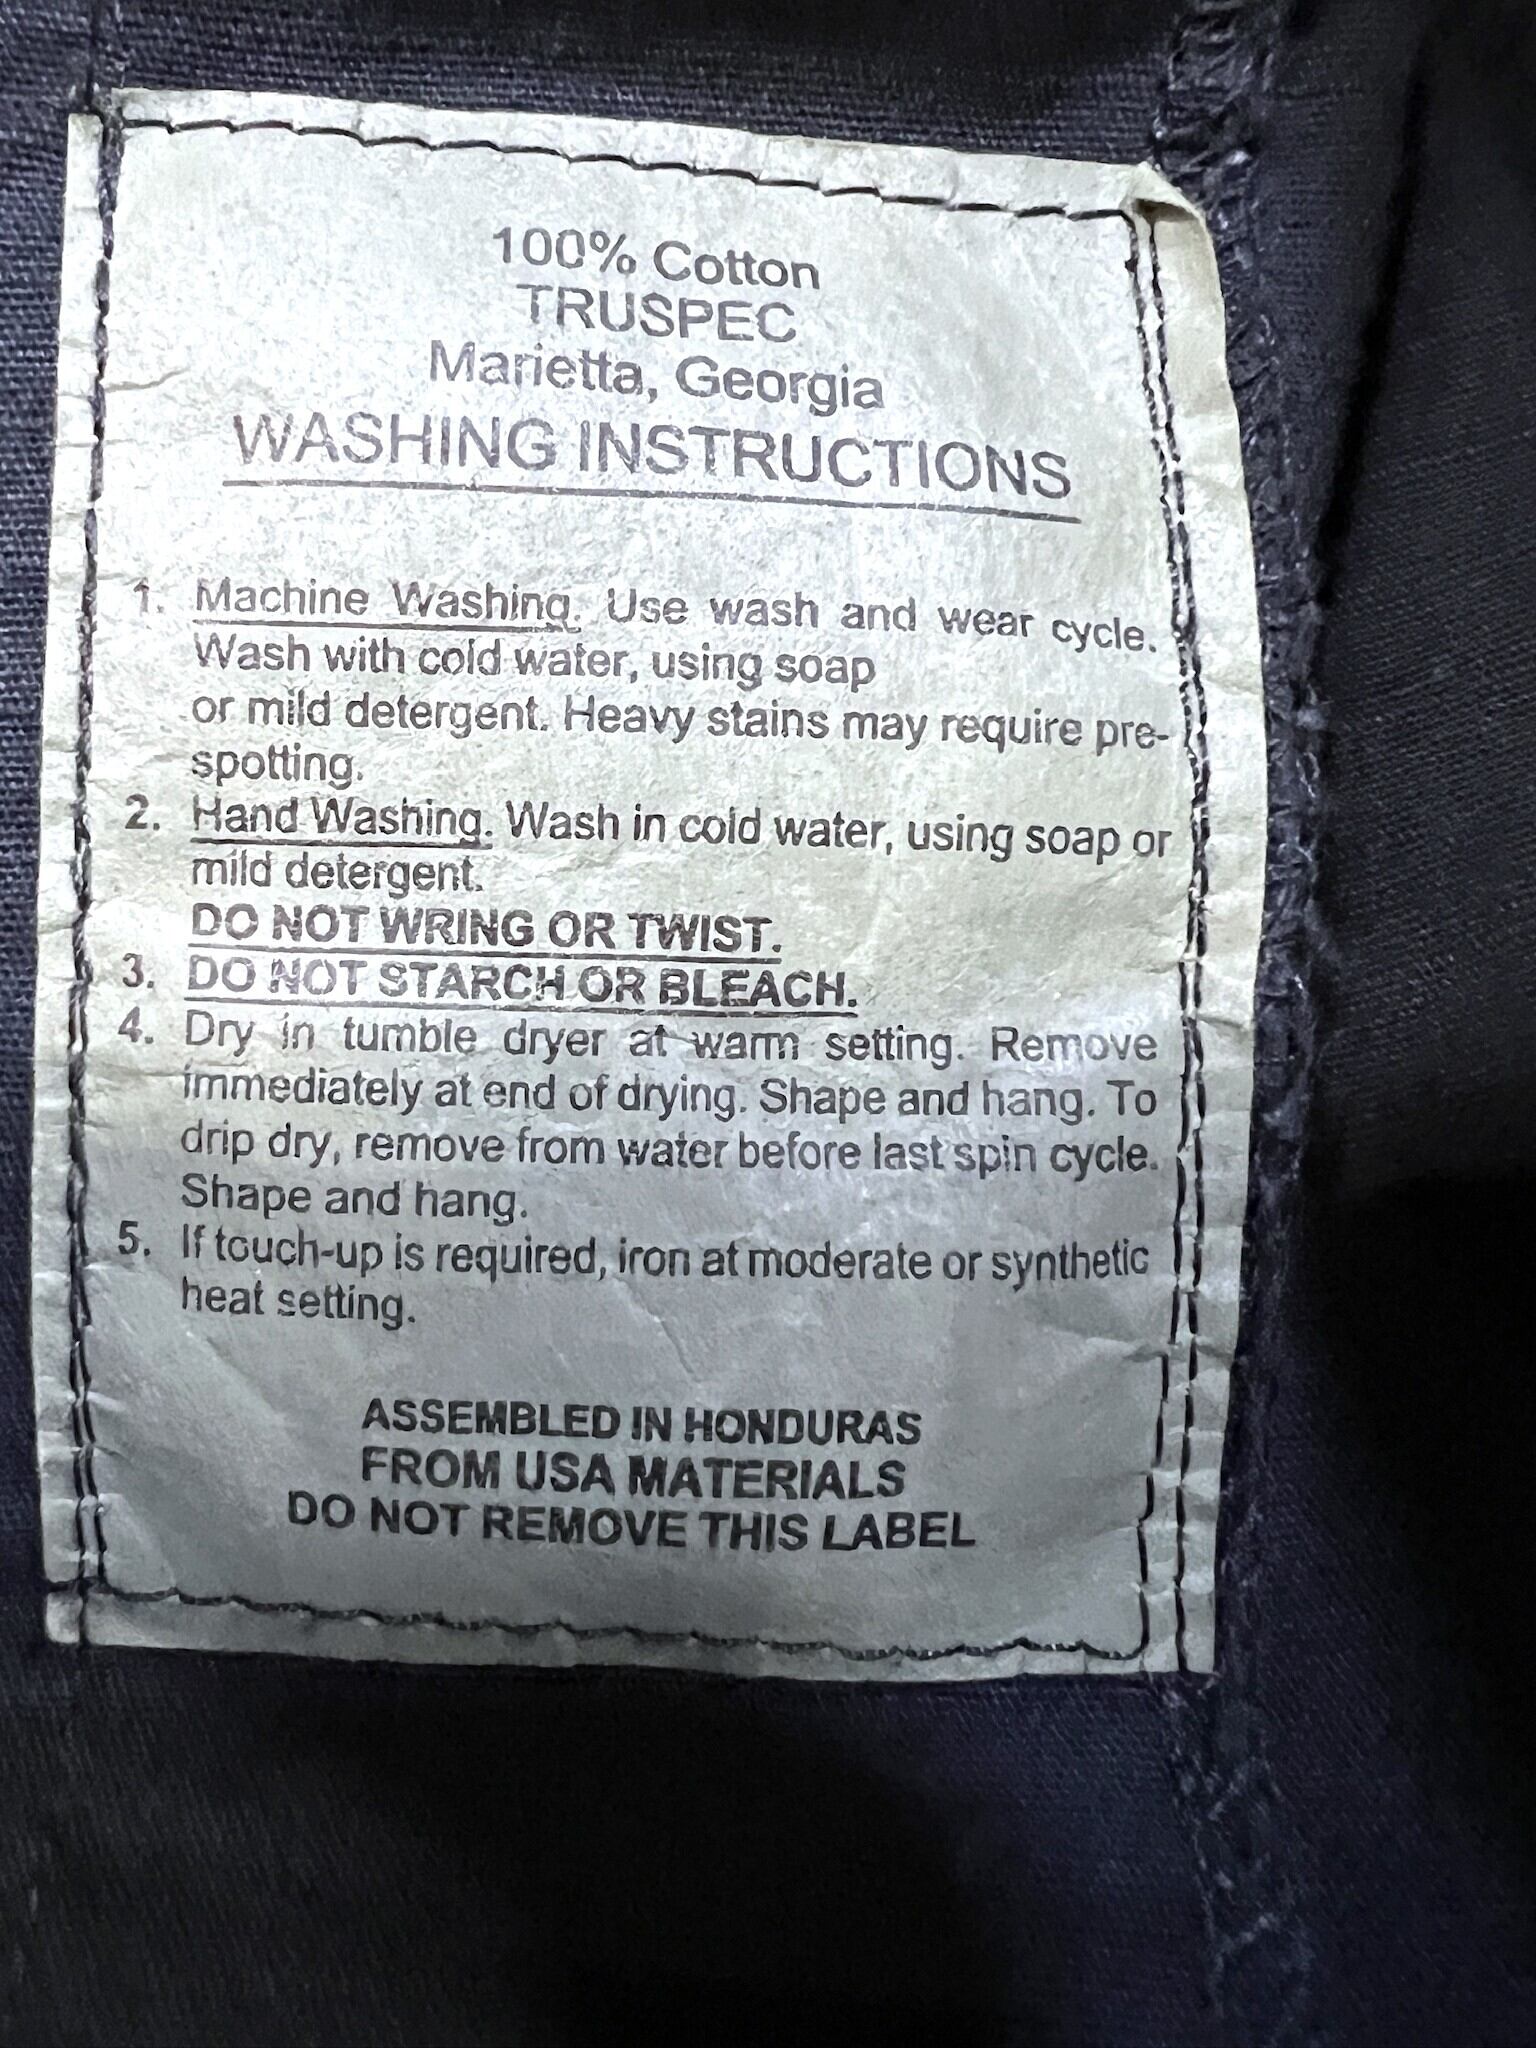 100% Cotton
TRUSPEC
Marietta, Georgia
WASHING INSTRUCTIONS
1. Machine Washing. Use wash and wear cycle.
Wash with cold water, using soap
or mild detergent. Heavy stains may require pre-
spotting.
2. Hand Washing. Wash in cold water, using soap or
mild detergent.
DO NOT WRING OR TWIST.
3. DO NOT STARCH OR BLEACH.
4. Dry in tumble dryer at warm setting. Remove
immediately at end of drying. Shape and hang. To
drip dry, remove from water before last spin cycle.
Shape and hang.
5. If touch-up is required, iron at moderate or synthetic
heat setting.
ASSEMBLED IN HONDURAS
FROM USA MATERIALS
DO NOT REMOVE THIS LABEL